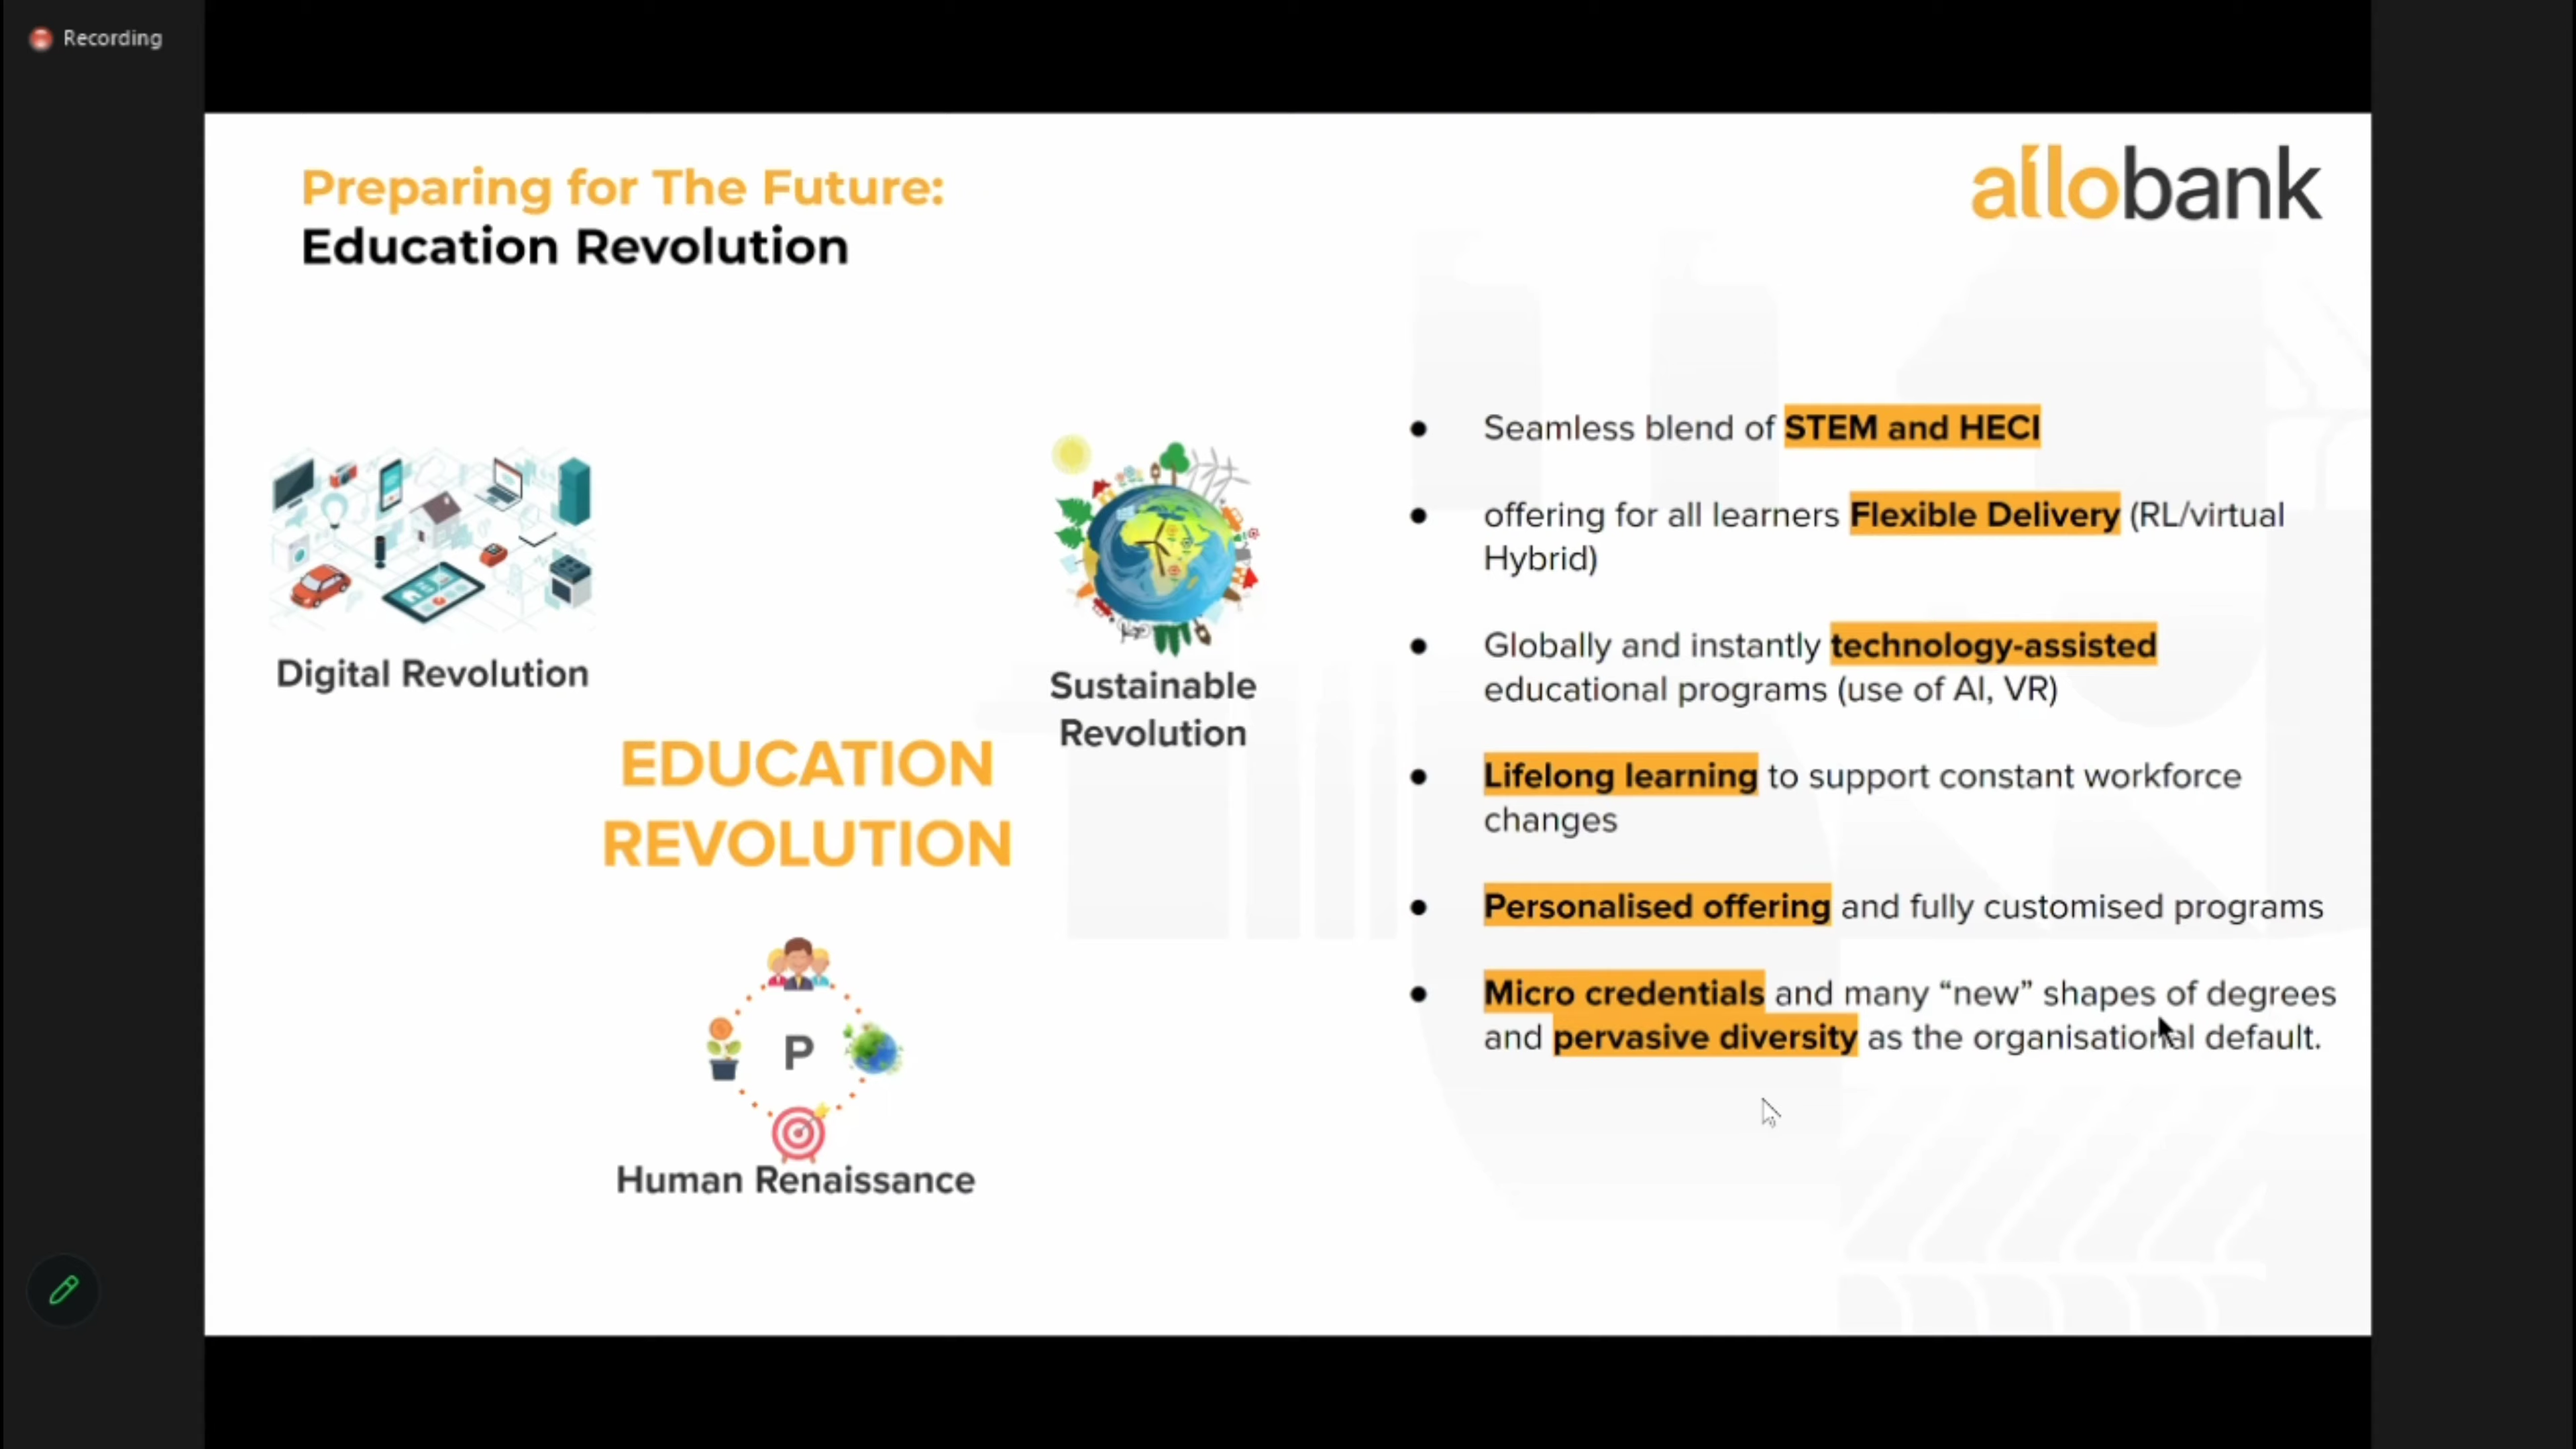 Recording
Preparing for The Future:
Education Revolution
allobank
Digital Revolution
Sustainable
Revolution
EDUCATION
REVOLUTION
P
Human Renaissance
Seamless blend of STEM and HECI
offering for all learners Flexible Delivery (RL/virtual
Hybrid)
Globally and instantly technology-assisted
educational programs (use of AI, VR)
Lifelong learning to support constant workforce
changes
Personalised offering and fully customised programs
Micro credentials and many “new” shapes of degrees
and pervasive diversity as the organisational default.